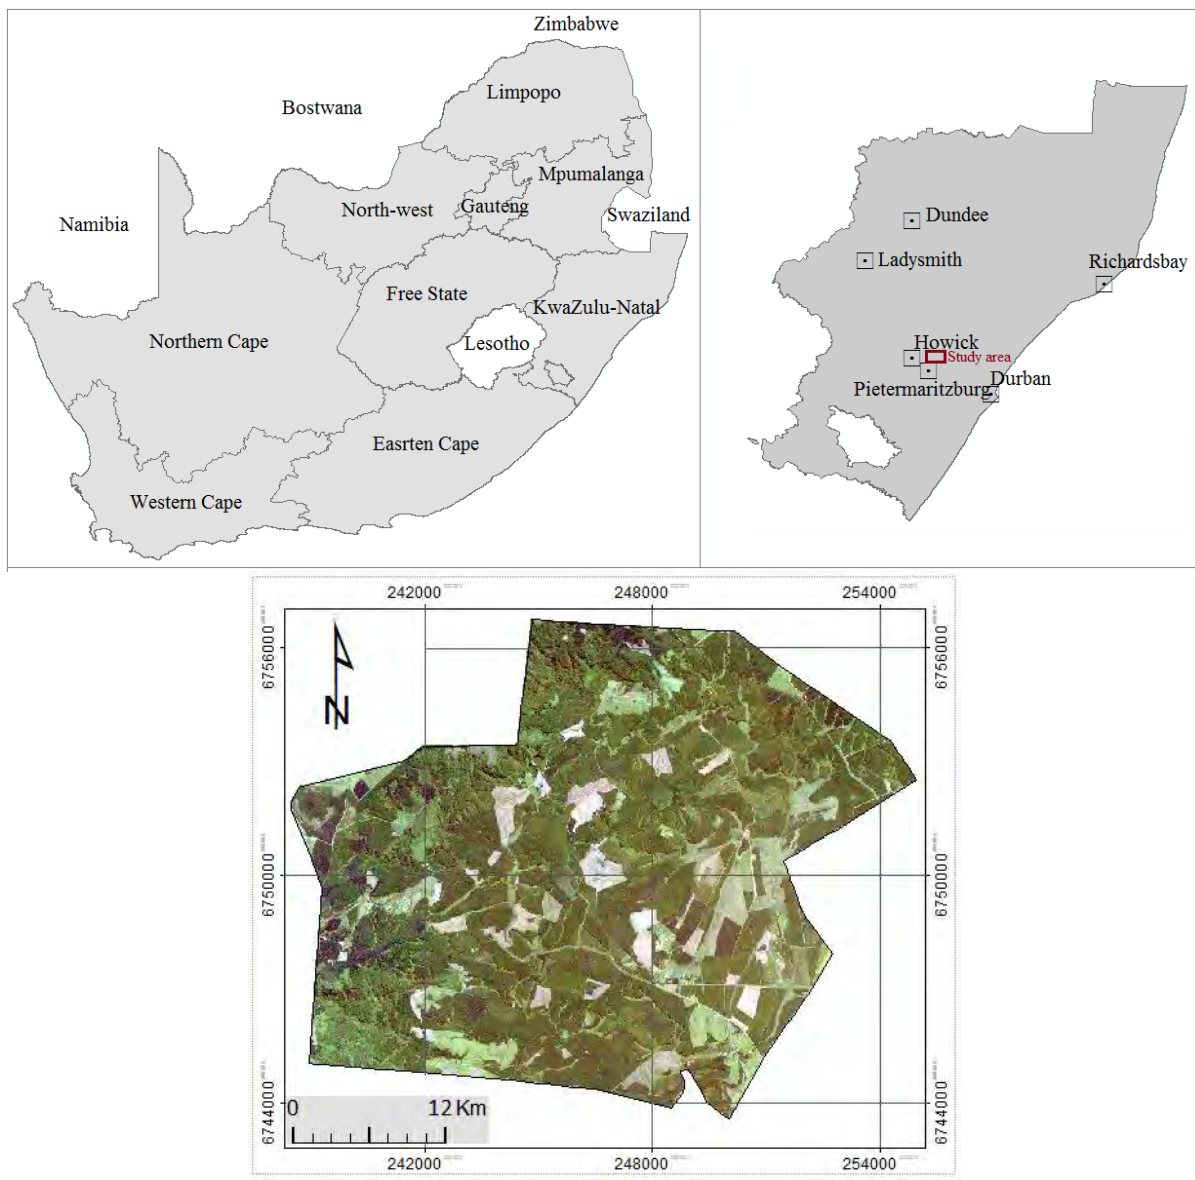 Zimbabwe
Limpopo
Bostwana
Mpumalanga
North-west
Gauteng
Swaziland
Namibia
Free State
KwaZulu-Natal
Northern Cape
Lesotho
Easrten Cape
Western Cape
Dundee
Ladysmith
Richardsbay
Howick
Study area
Pietermaritzburg
Durban
242000
248000
254000
6756000
6756000
N
6750000
6750000
6744000
6744000
0
12 Km
242000
248000
254000